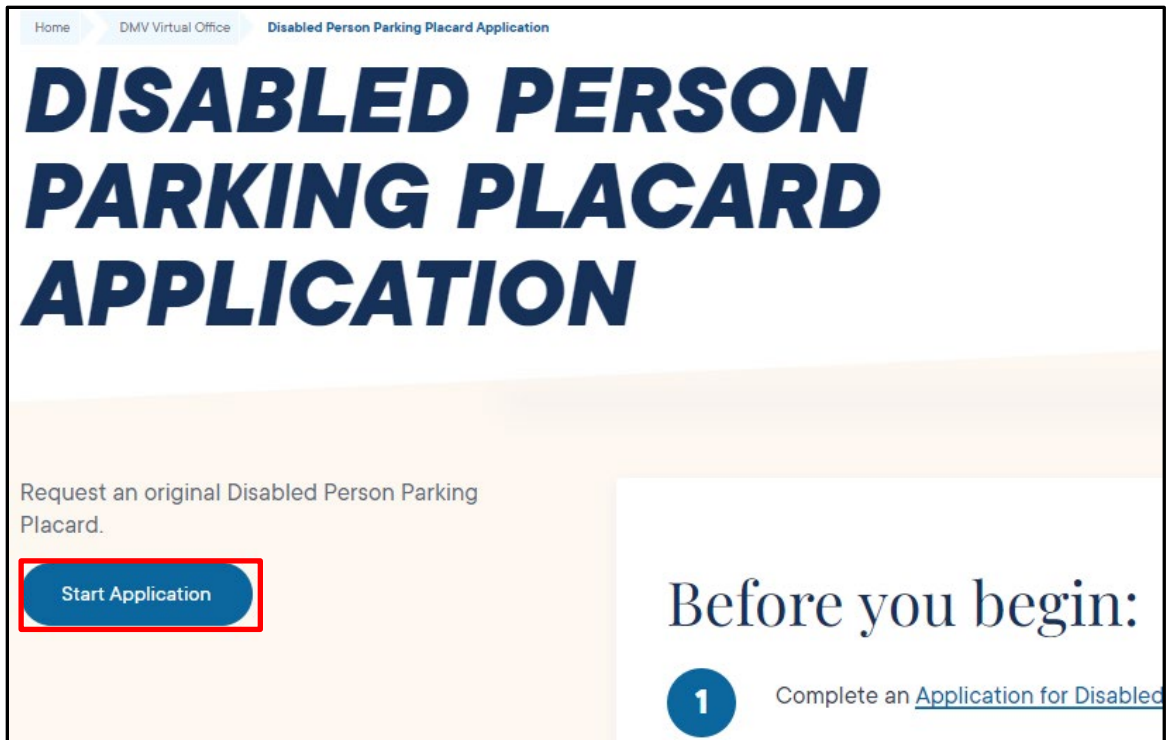 Home DMV Virtual Office Disabled Person Parking Placard Application
DISABLED PERSON
PARKING PLACARD
APPLICATION
Request an original Disabled Person Parking
Placard.
Start Application
Before you begin:
1 Complete an Application for Disabled